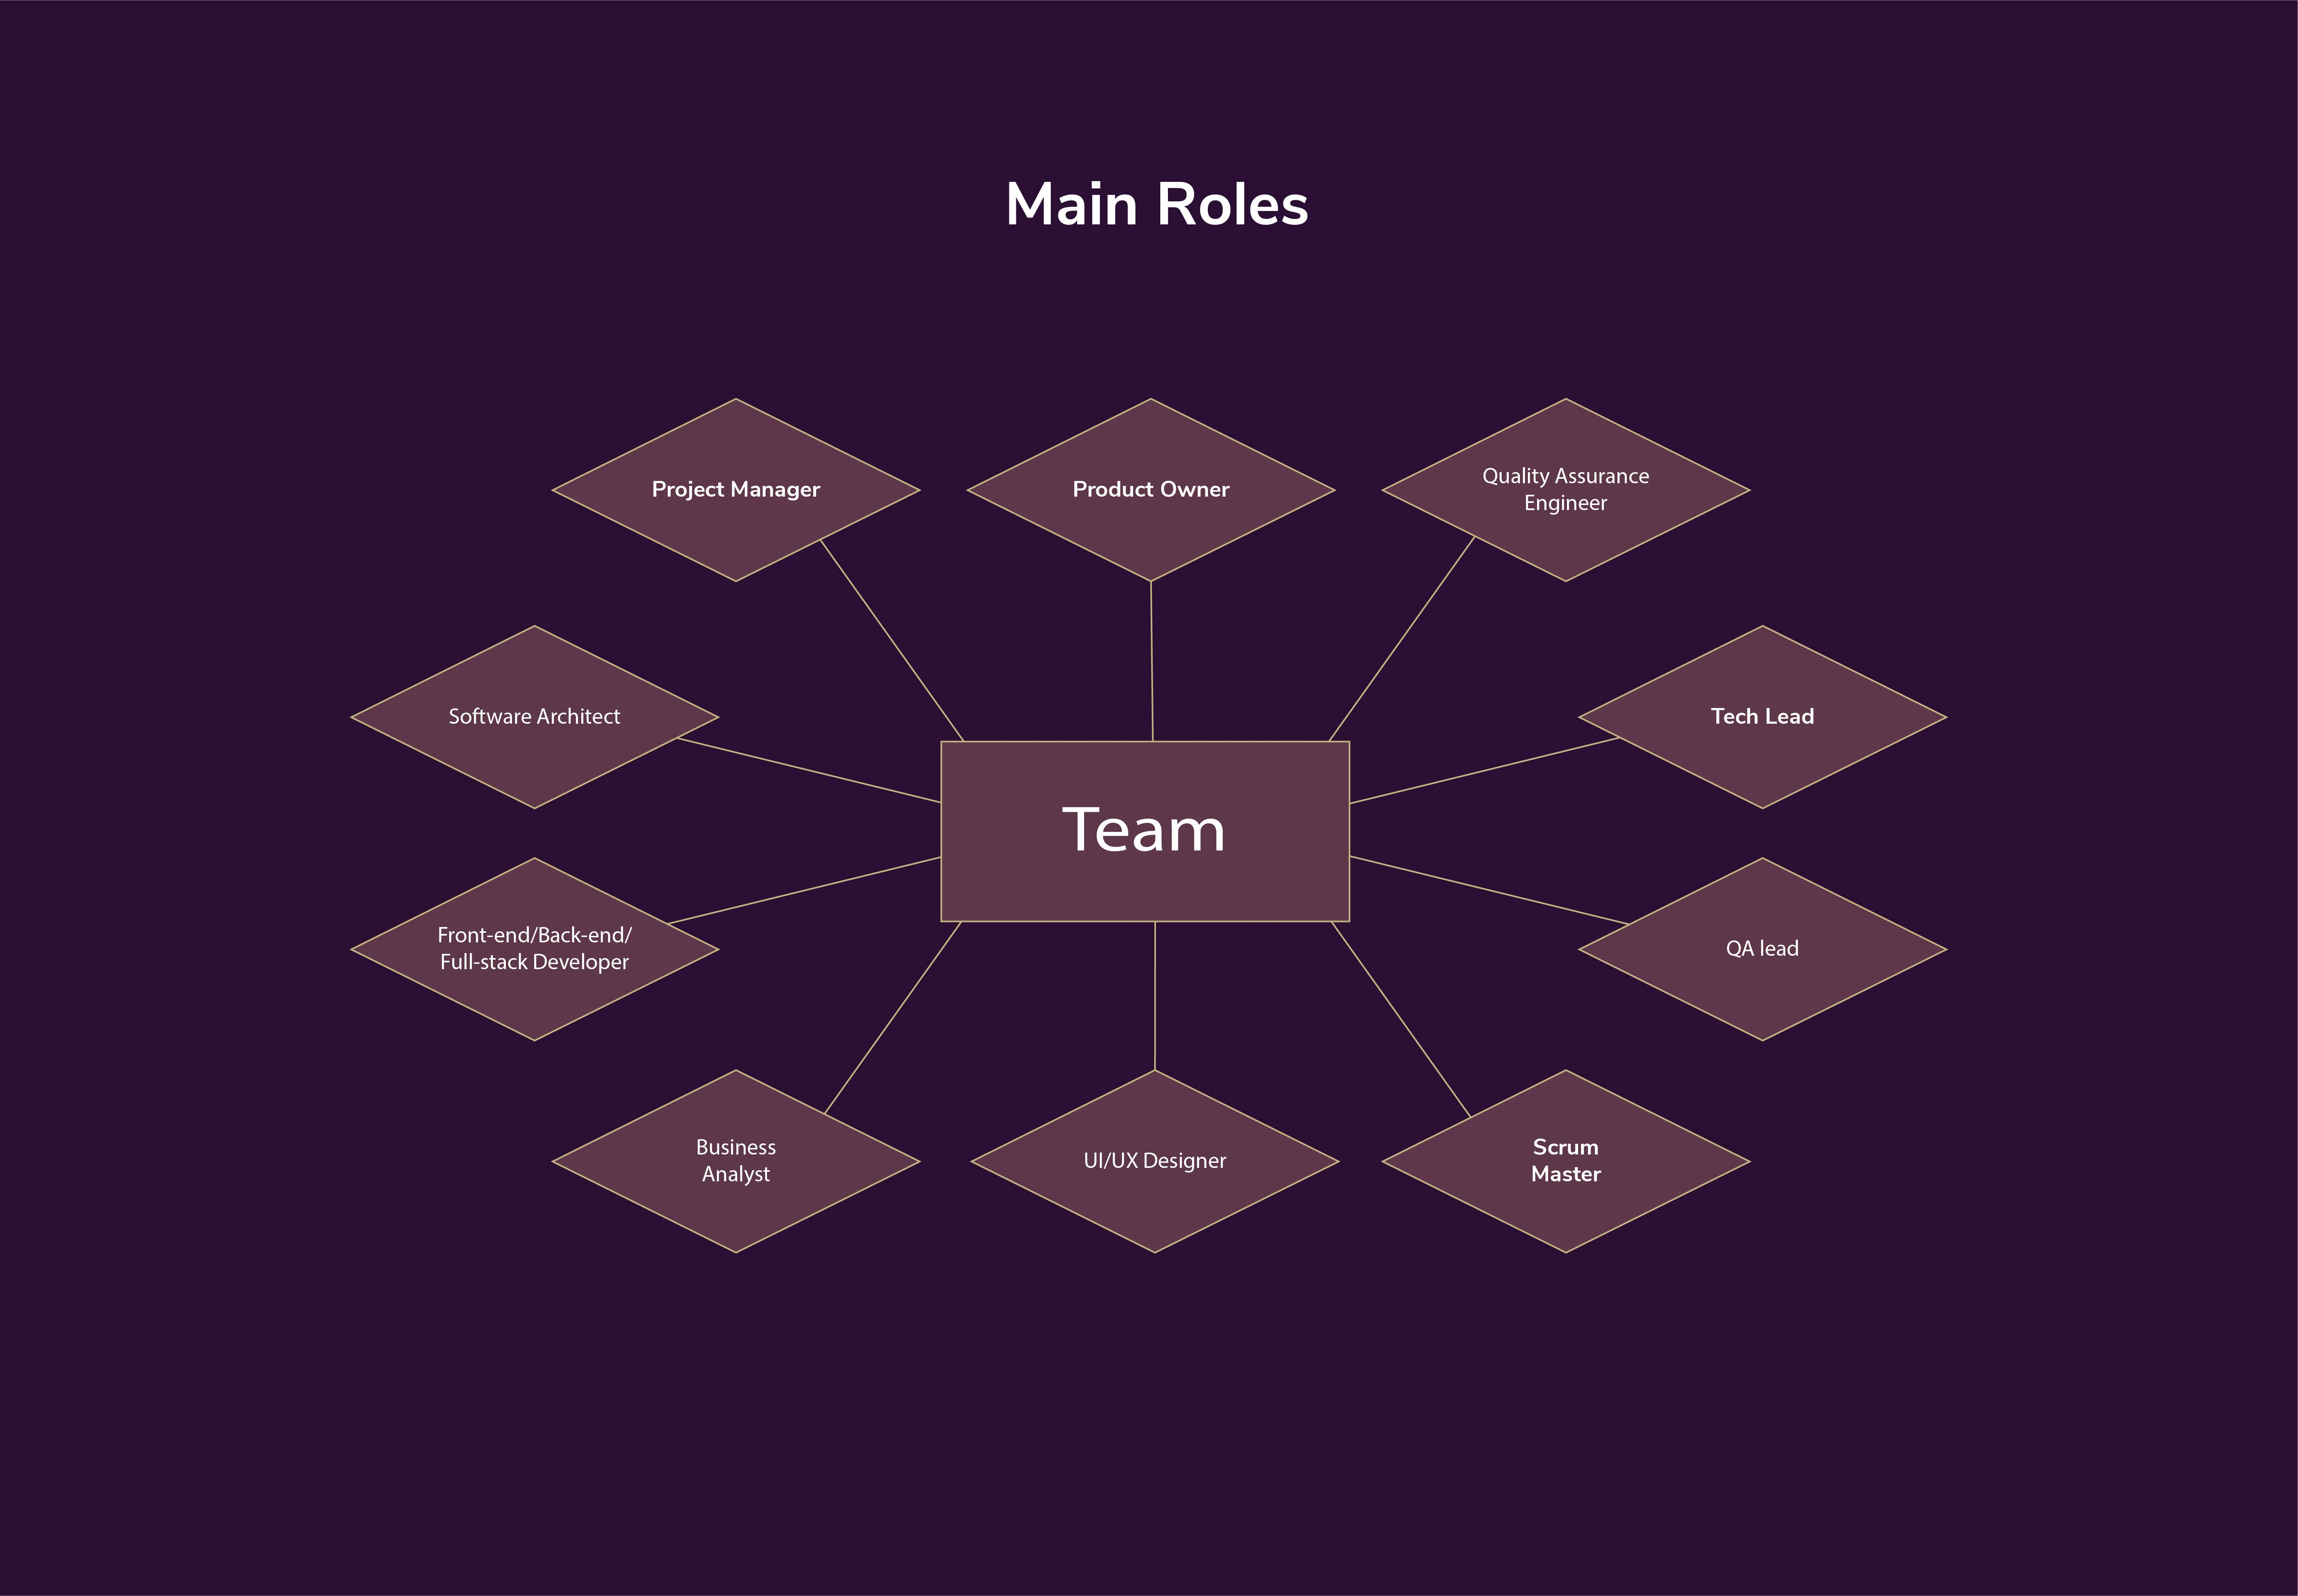 Main Roles
Project Manager
Product Owner
Quality Assurance
Engineer
Software Architect
Tech Lead
Team
Front-end/Back-end/
Full-stack Developer
QA lead
Business
Analyst
UI/UX Designer
Scrum
Master